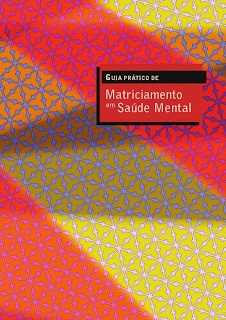 GUIA PRÁTICO DE
Matriciamento
em Saúde Mental